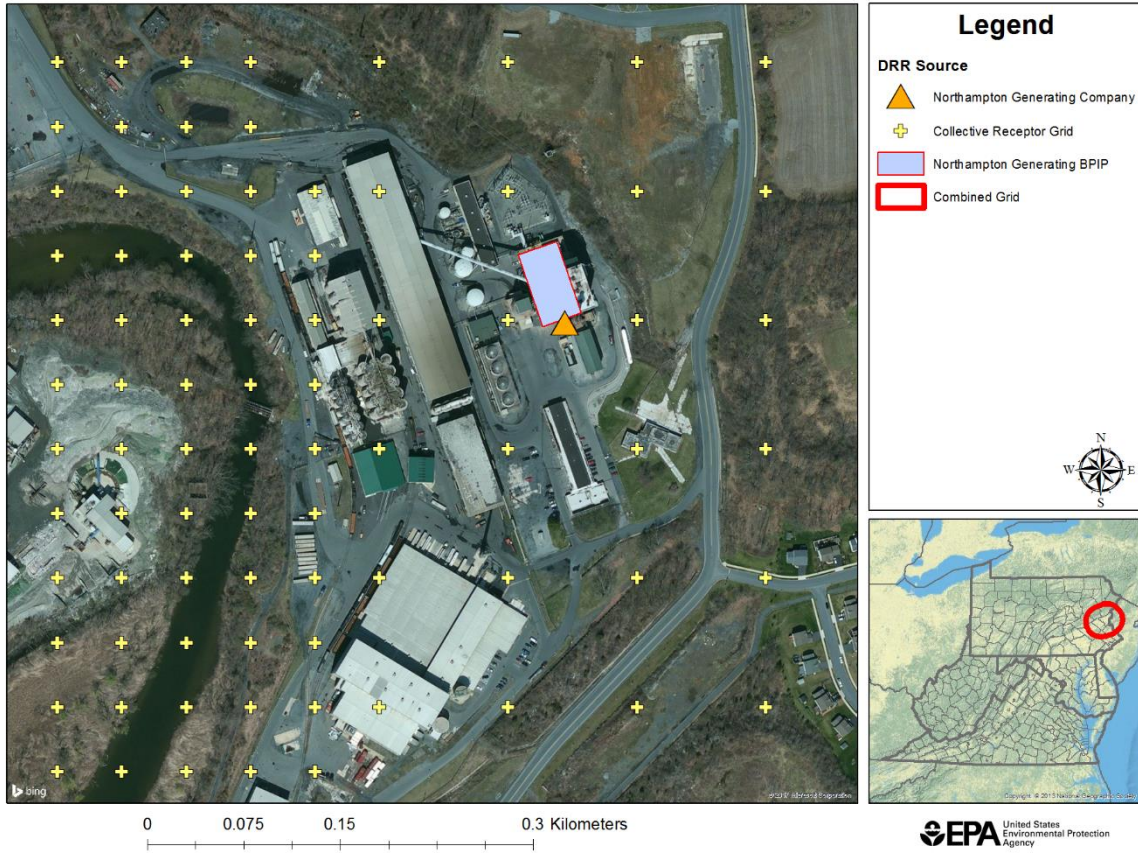 Legend
DRR Source
Northampton Generating Company
Collective Receptor Grid
Northampton Generating BPIP
Combined Grid
N
W E
S
bing
0 0.075 0.15 0.3 Kilometers
EPA United States
Environmental Protection
Agency